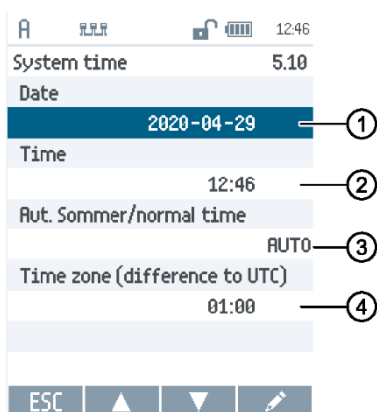 A 12:46
System time 5.10
Date
2020-04-29 1
Time
12:46 2
Aut. Sommer/normal time
AUTO 3
Time zone (difference to UTC)
01:00 4
ESC